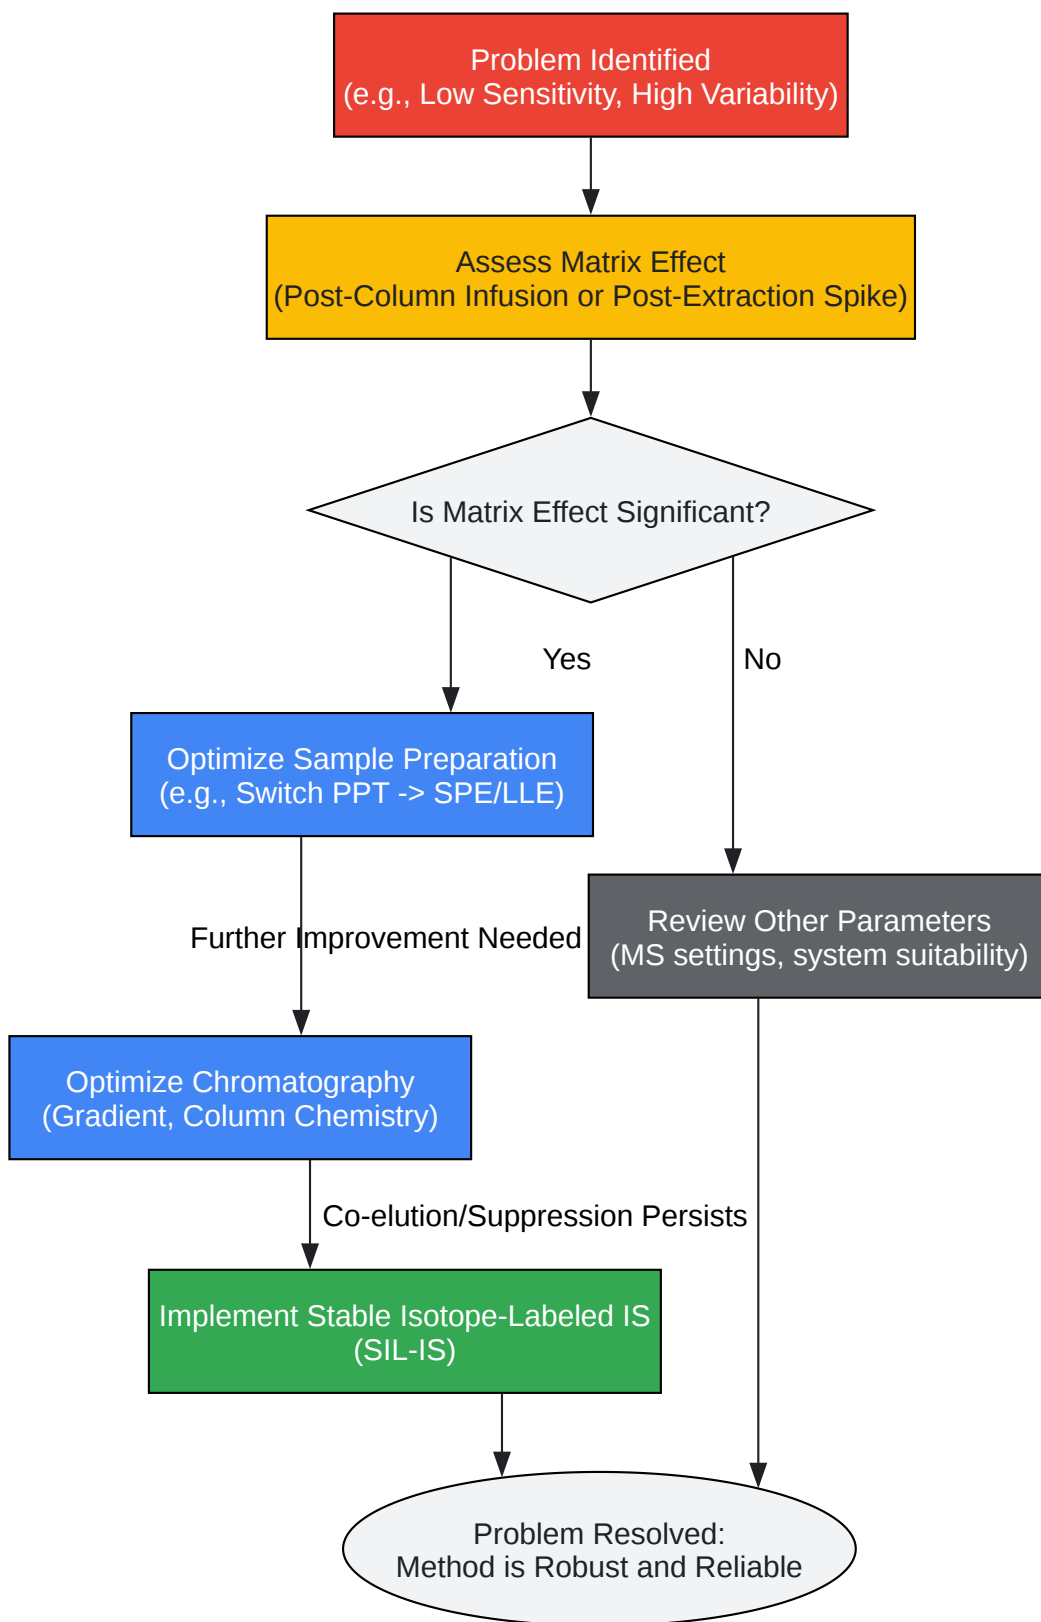 Problem Identified
(e.g., Low Sensitivity, High Variability)
Assess Matrix Effect
(Post-Column Infusion or Post-Extraction Spike)
Is Matrix Effect Significant?
Yes
No
Optimize Sample Preparation
(e.g., Switch PPT -> SPE/LLE)
Review Other Parameters
(MS settings, system suitability)
Further Improvement Needed
Optimize Chromatography
(Gradient, Column Chemistry)
Co-elution/Suppression Persists
Implement Stable Isotope-Labeled IS
(SIL-IS)
Problem Resolved:
Method is Robust and Reliable